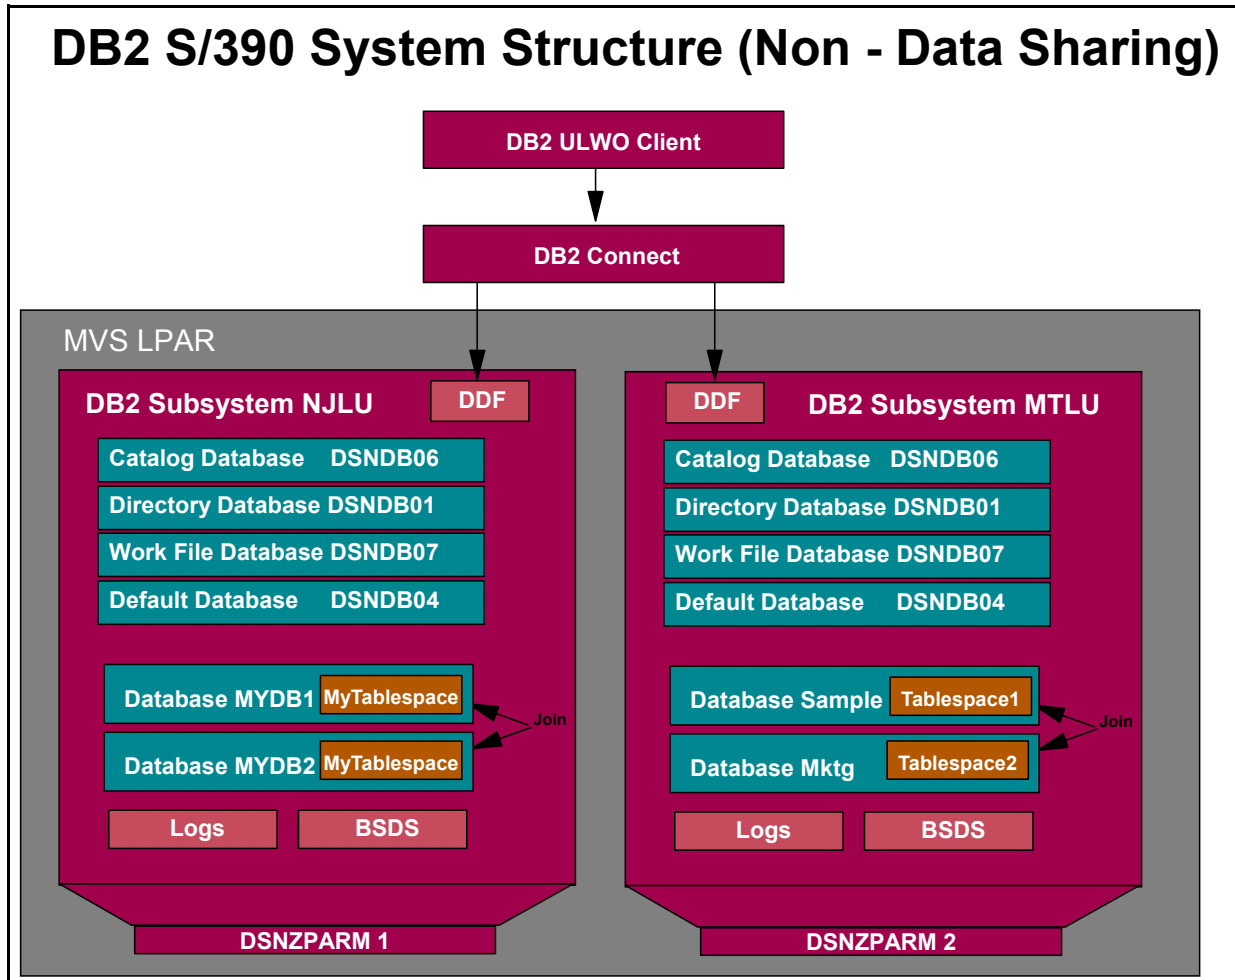 DB2 S/390 System Structure (Non - Data Sharing)
DB2 ULWO Client
DB2 Connect
MVS LPAR
DB2 Subsystem NJLU
DDF
Catalog Database DSNDB06
Directory Database DSNDB01
Work File Database DSNDB07
Default Database DSNDB04
Database MYDB1
MyTablespace
Join
Database MYDB2
MyTablespace
Logs
BSDS
DSNZPARM 1
DDF
DB2 Subsystem MTLU
Catalog Database DSNDB06
Directory Database DSNDB01
Work File Database DSNDB07
Default Database DSNDB04
Database Sample
Tablespace1
Join
Database Mktg
Tablespace2
Logs
BSDS
DSNZPARM 2